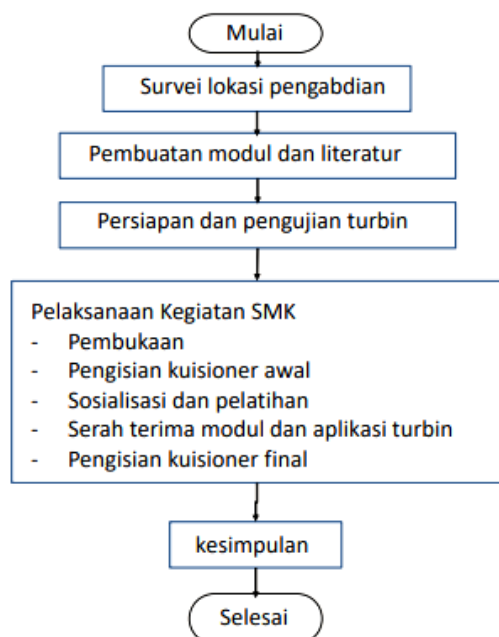 Mulai
Survei lokasi pengabdian
Pembuatan modul dan literatur
Persiapan dan pengujian turbin
Pelaksanaan Kegiatan SMK
- Pembukaan
- Pengisian kuisioner awal
- Sosialisasi dan pelatihan
- Serah terima modul dan aplikasi turbin
- Pengisian kuisioner final
kesimpulan
Selesai